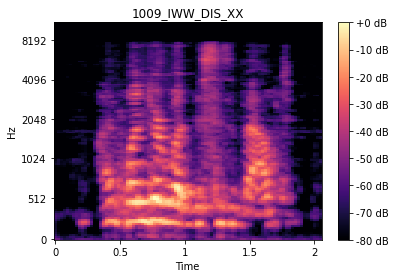 1009_IWW_DIS_XX
8192
4096
2048
1024
512
0
Hz
0
0.5
1
1.5
2
Time
+0 dB
-10 dB
-20 dB
-30 dB
-40 dB
-50 dB
-60 dB
-70 dB
-80 dB